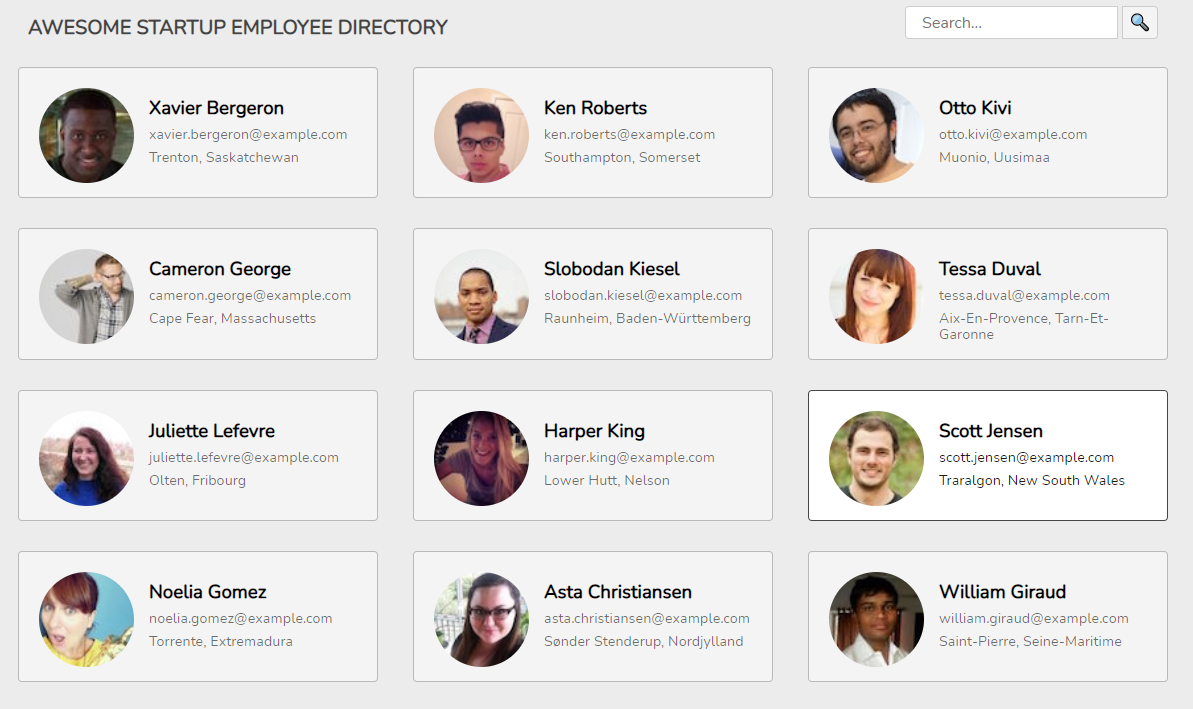 AWESOME STARTUP EMPLOYEE DIRECTORY
Search...
Xavier Bergeron
xavier.bergeron@example.com
Trenton, Saskatchewan
Ken Roberts
ken.roberts@example.com
Southampton, Somerset
Otto Kivi
otto.kivi@example.com
Muonio, Uusimaa
Cameron George
cameron.george@example.com
Cape Fear, Massachusetts
Slobodan Kiesel
slobodan.kiesel@example.com
Raunheim, Baden-Württemberg
Tessa Duval
tessa.duval@example.com
Aix-En-Provence, Tarn-Et-
Garonne
Juliette Lefevre
juliette.lefevre@example.com
Olten, Fribourg
Harper King
harper.king@example.com
Lower Hutt, Nelson
Scott Jensen
scott.jensen@example.com
Traralgon, New South Wales
Noelia Gomez
noelia.gomez@example.com
Torrente, Extremadura
Asta Christiansen
asta.christiansen@example.com
Sønder Stenderup, Nordjylland
William Giraud
william.giraud@example.com
Saint-Pierre, Seine-Maritime